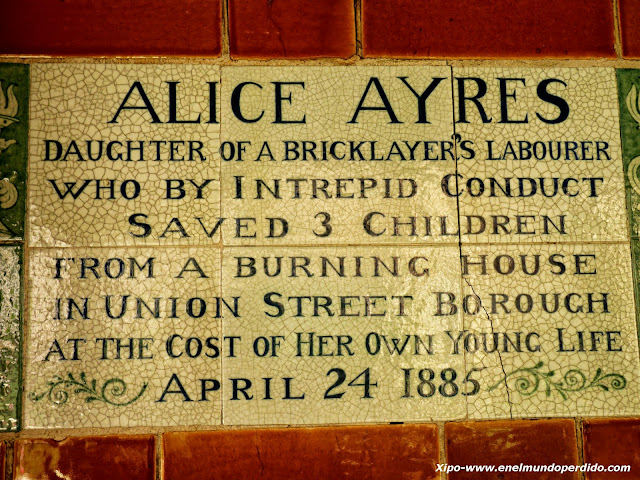 ALICE AYRES
DAUGHTER OF A BRICKLAYER'S LABOURER
WHO BY INTREPID CONDUCT
SAVED 3 CHILDREN
FROM A BURNING HOUSE
IN UNION STREET BOROUGH
AT THE COST OF HER OWN YOUNG LIFE
APRIL 24 1885
Xipo-www.enelmundoperdido.com